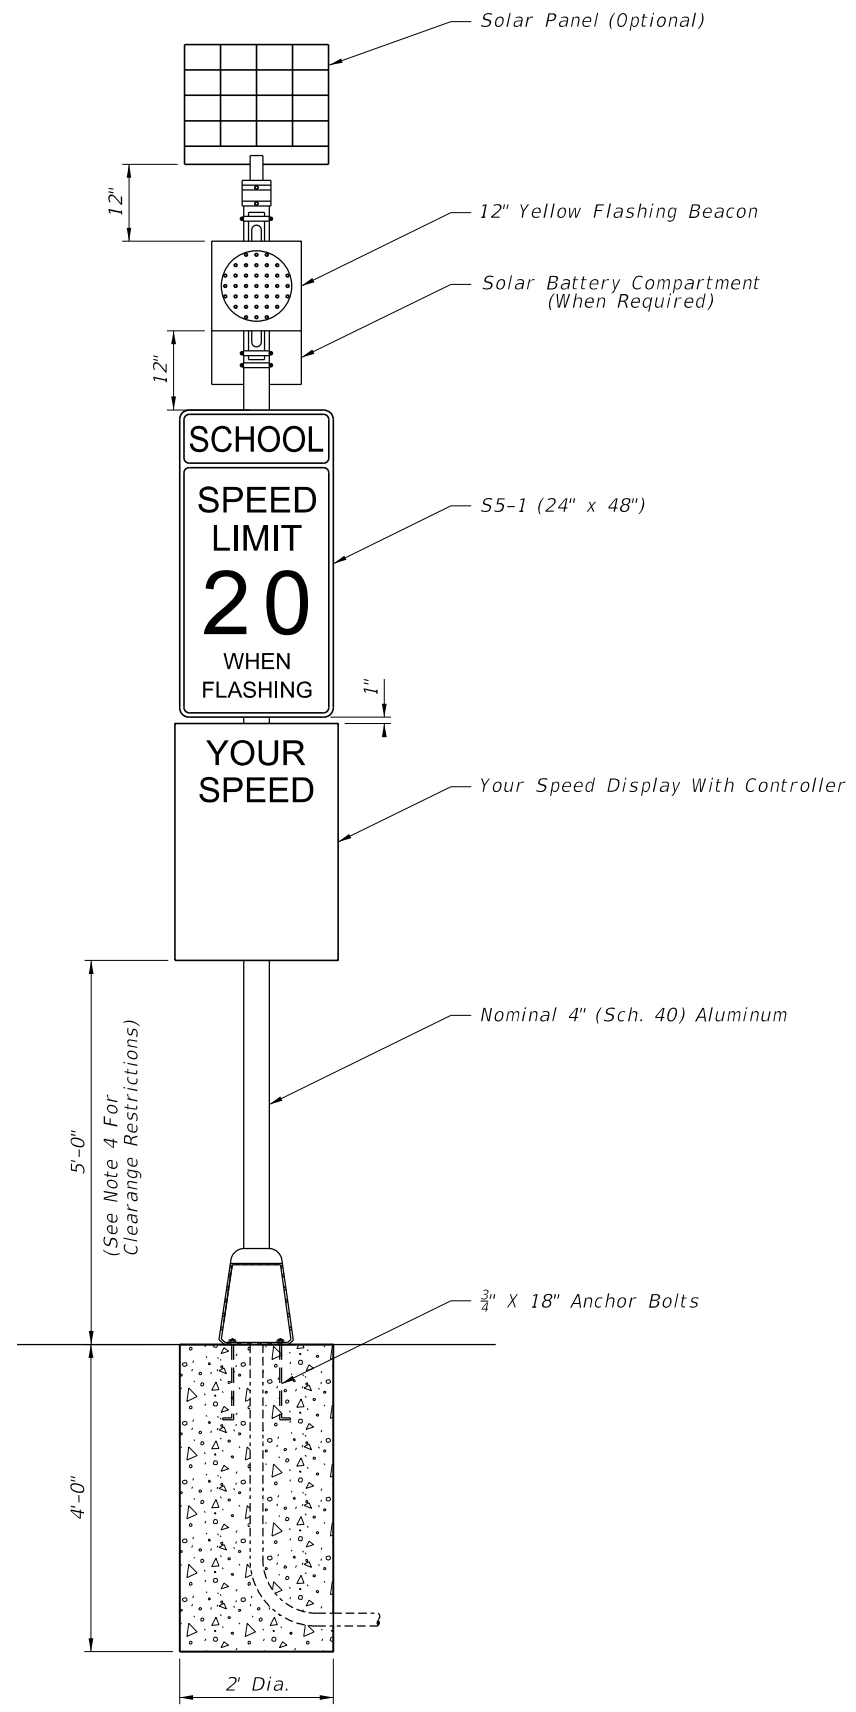 Solar Panel (Optional)
12"
12" Yellow Flashing Beacon
Solar Battery Compartment
(When Required)
12"
SCHOOL
SPEED
LIMIT
20
WHEN
FLASHING
S5-1 (24" x 48")
1"
YOUR
SPEED
Your Speed Display With Controller
Nominal 4" (Sch. 40) Aluminum
5'-0"
(See Note 4 For
Clearange Restrictions)
3/4" X 18" Anchor Bolts
4'-0"
2' Dia.